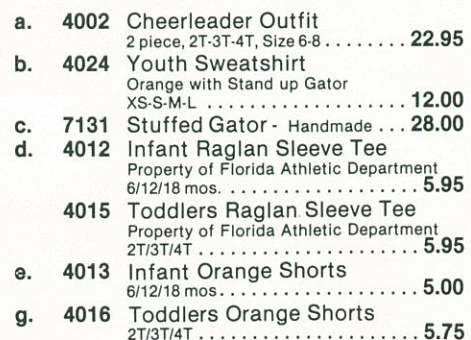 a. 4002 Cheerleader Outfit
2 piece, 2T-3T-4T, Size 6-8 ........ 22.95
b. 4024 Youth Sweatshirt
Orange with Stand up Gator
XS-S-M-L .................. 12.00
c. 7131 Stuffed Gator - Handmade ... 28.00
d. 4012 Infant Raglan Sleeve Tee
Property of Florida Athletic Department
6/12/18 mos. .................. 5.95
4015 Toddlers Raglan Sleeve Tee
Property of Florida Athletic Department
2T/3T/4T .................... 5.95
e. 4013 Infant Orange Shorts
6/12/18 mos. .................. 5.00
g. 4016 Toddlers Orange Shorts
2T/3T/4T .................... 5.75